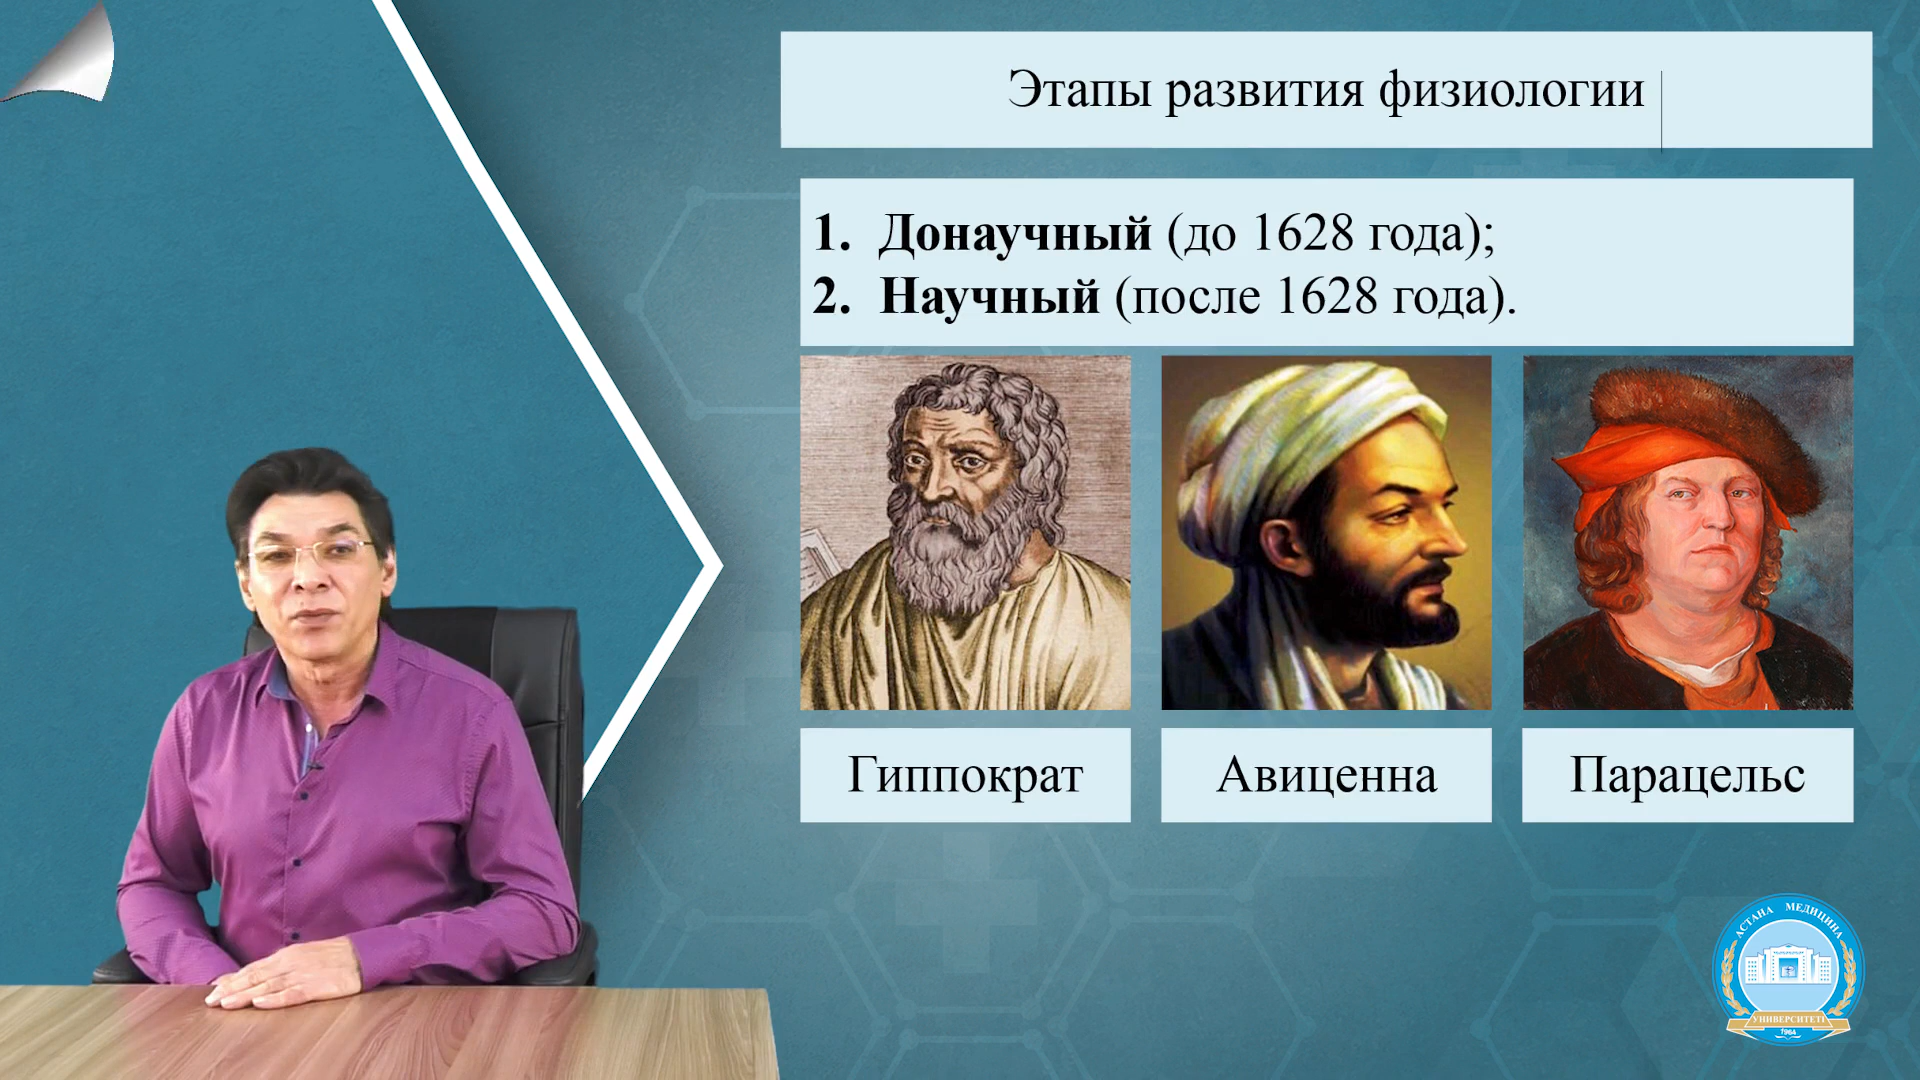 Этапы развития физиологии
1. Донаучный (до 1628 года);
2. Научный (после 1628 года).
Гиппократ
Авиценна
Парацельс
АСТАНА МЕДИЦИНА
УНИВЕРСИТЕТІ
1964